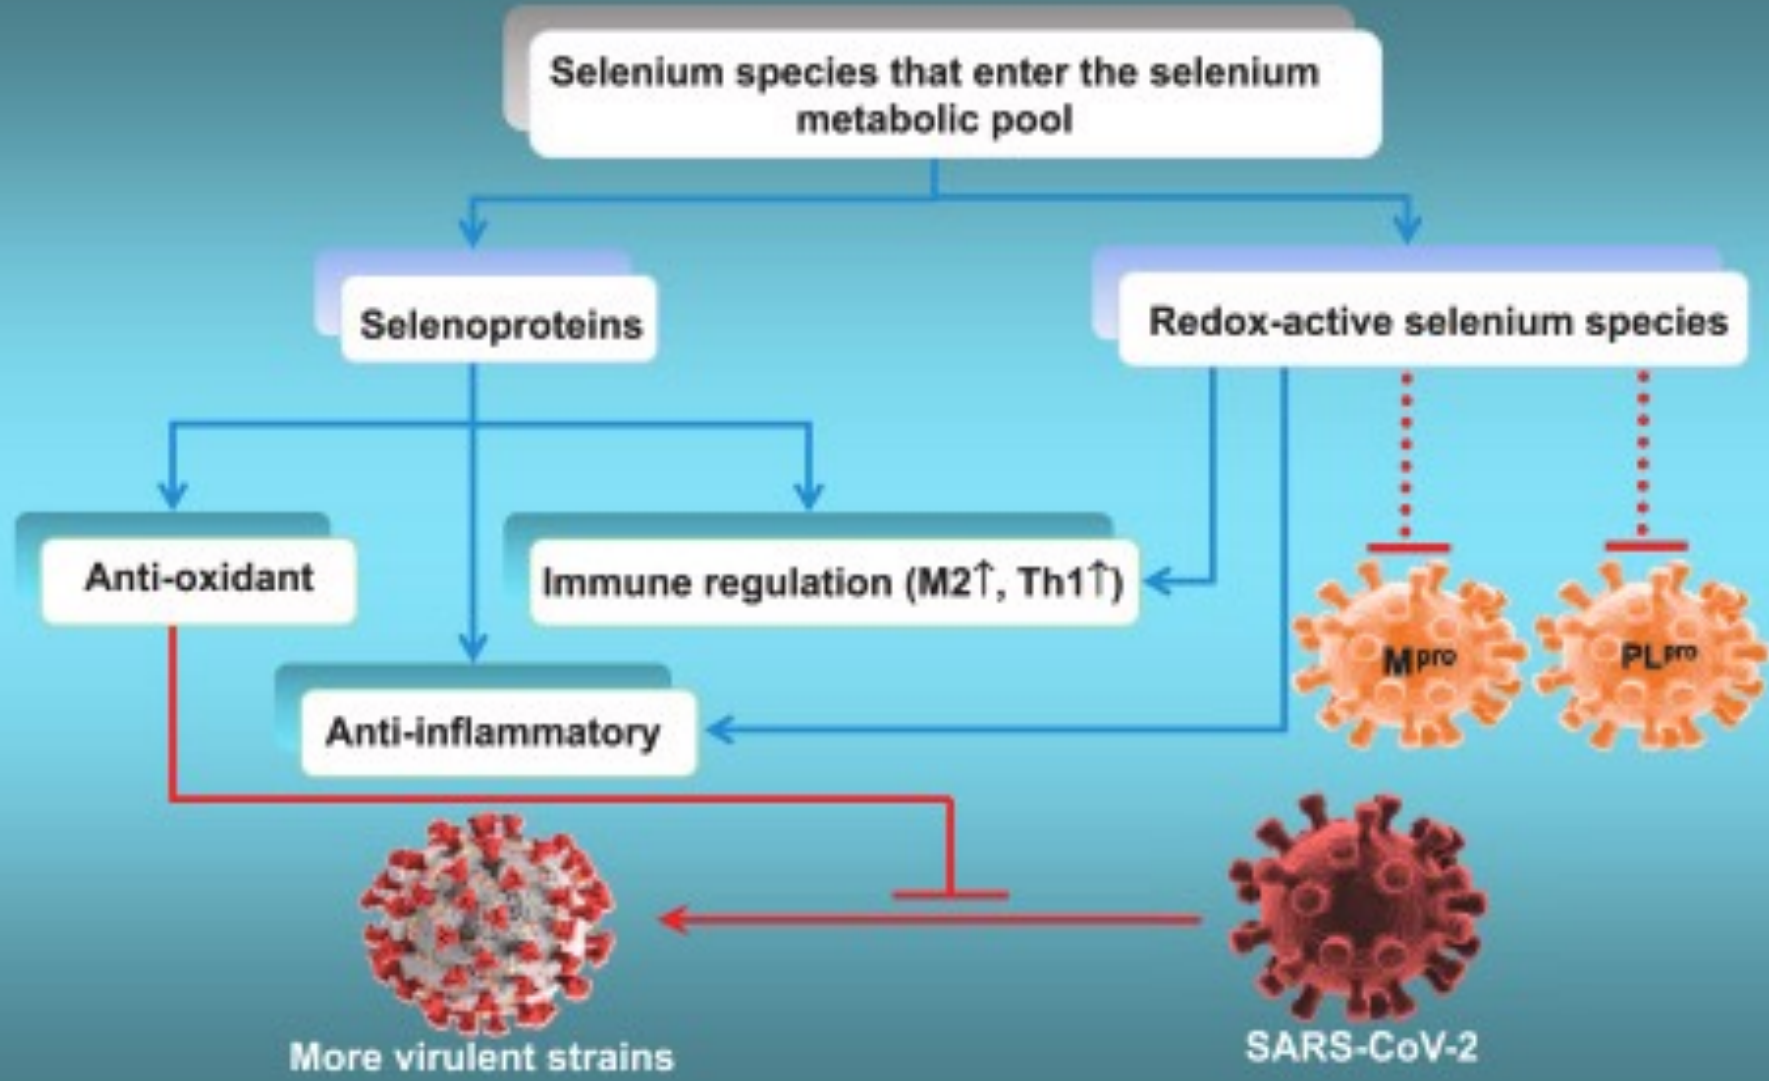 Selenium species that enter the selenium
metabolic pool
Selenoproteins
Redox-active selenium species
Anti-oxidant
Immune regulation (M2↑, Th1↑)
Mpro
PLpro
Anti-inflammatory
More virulent strains
SARS-CoV-2